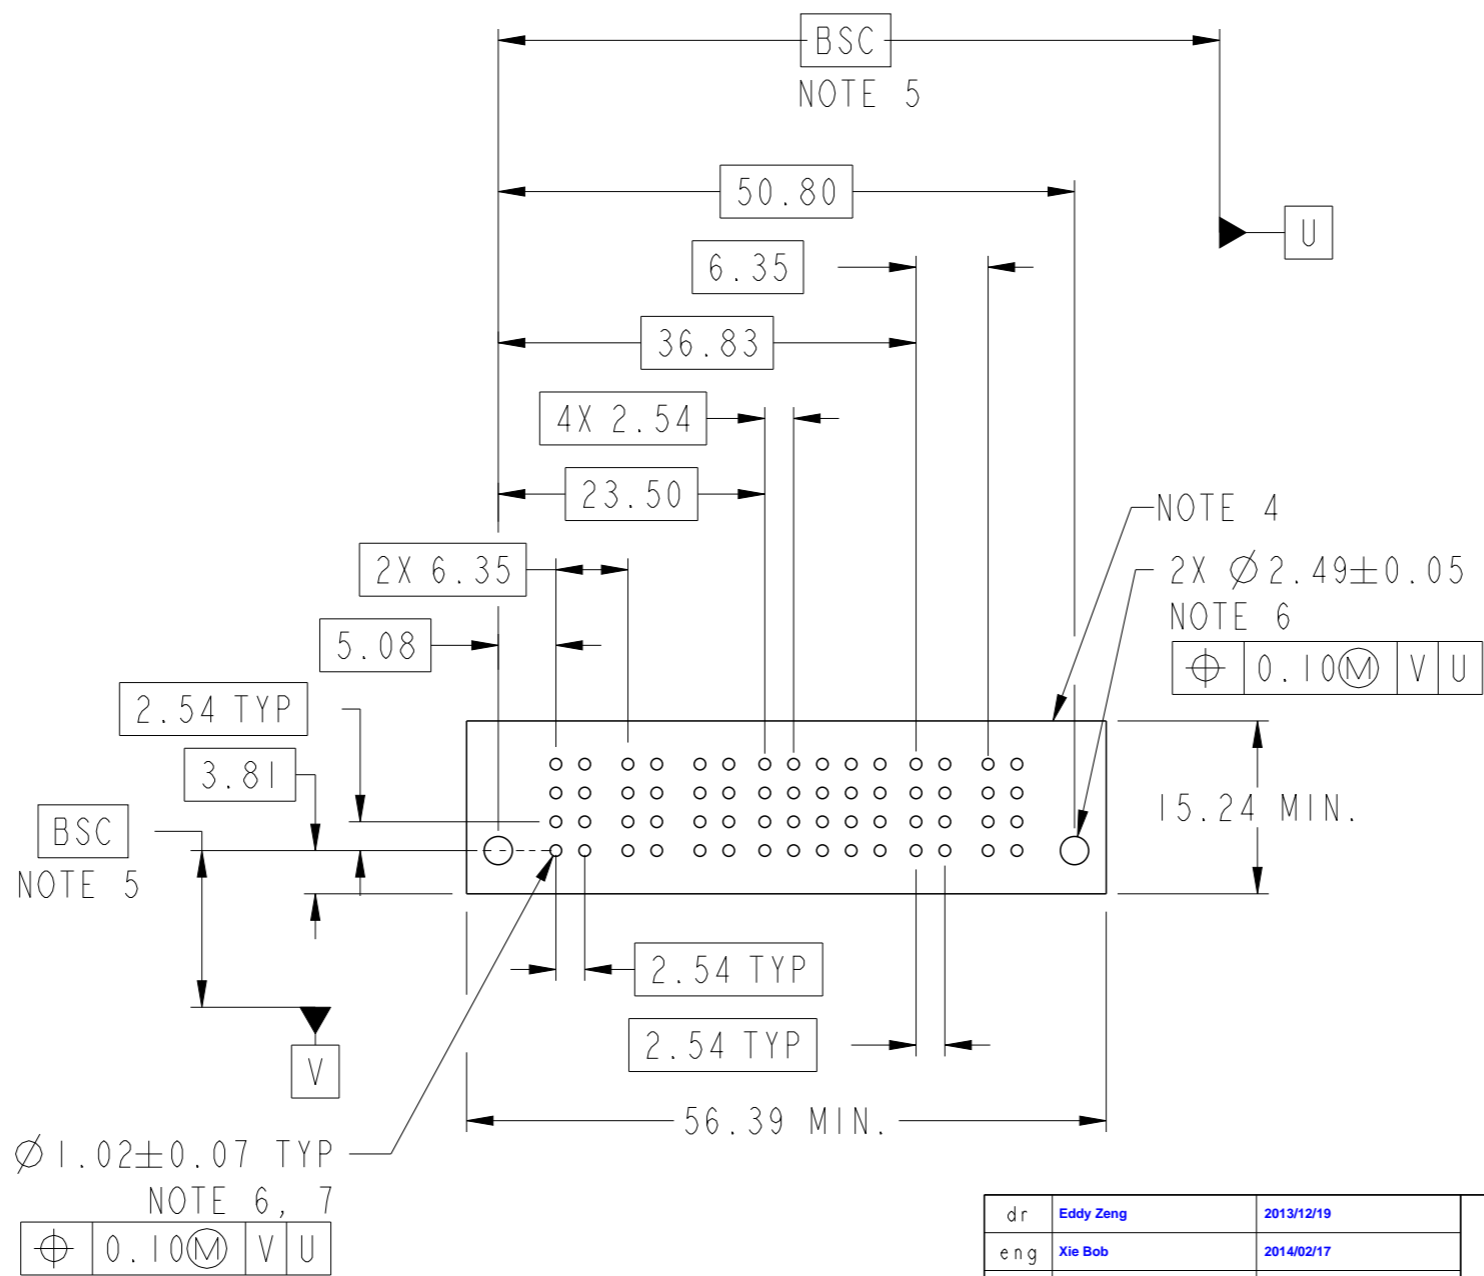 BSC
NOTE 5
50.80
U
6.35
36.83
4X 2.54
23.50
NOTE 4
2X 6.35
2X Ø2.49±0.05
NOTE 6
⌖ 0.10Ⓜ V U
5.08
2.54 TYP
3.81
15.24 MIN.
BSC
NOTE 5
2.54 TYP
2.54 TYP
V
56.39 MIN.
Ø1.02±0.07 TYP
NOTE 6, 7
⌖ 0.10Ⓜ V U
dr Eddy Zeng 2013/12/19
eng Xie Bob 2014/02/17